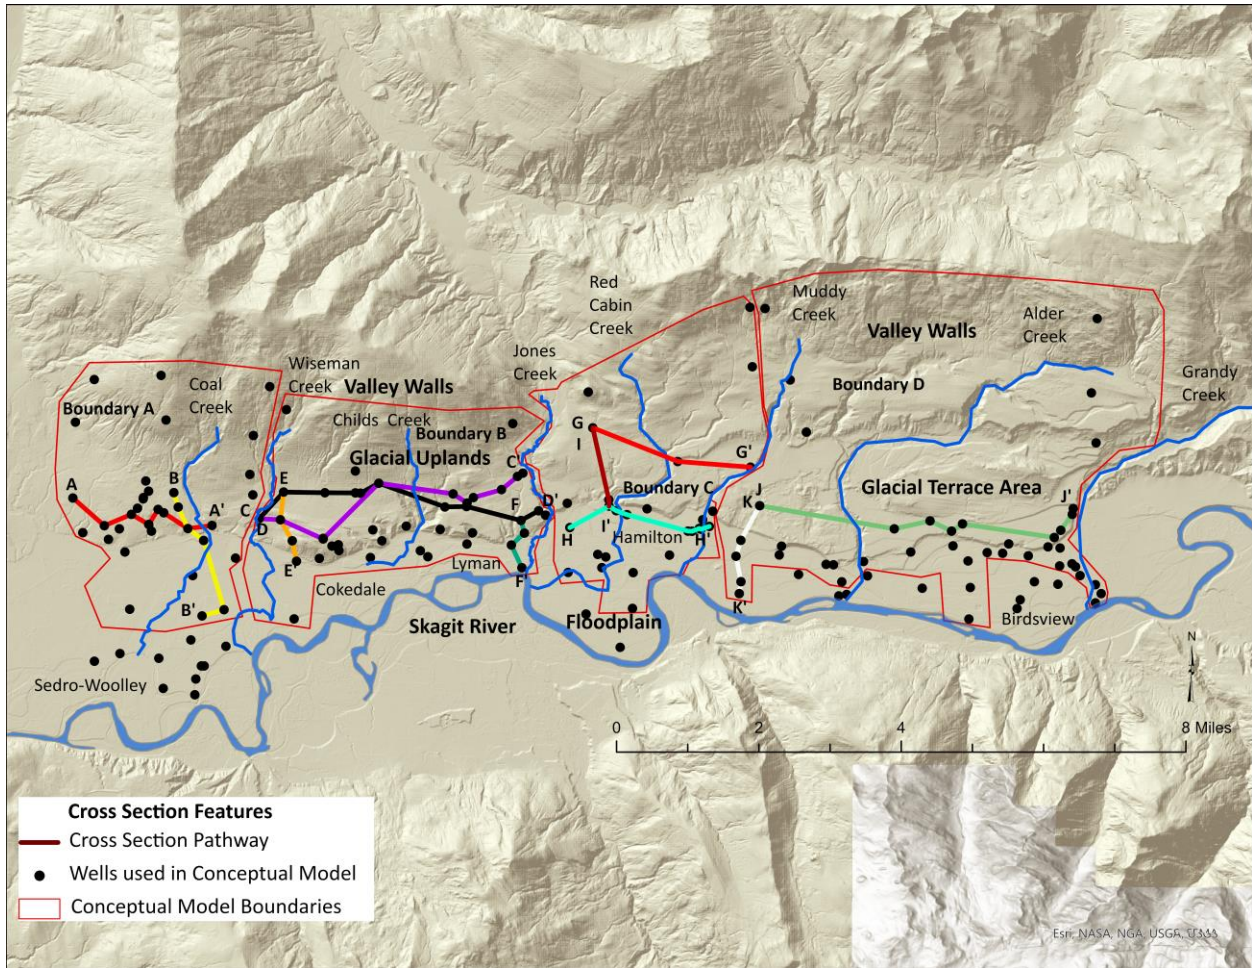 Red
Cabin
Creek
Muddy
Creek
Valley Walls
Alder
Creek
Jones
Creek
Wiseman
Creek
Valley Walls
Grandy
Creek
Coal
Creek
Boundary D
Boundary A
Childs Creek
Boundary B
G
I
Glacial Uplands
G'
C'
B
E
A
Boundary C
Glacial Terrace Area
J
K
J'
D'
F
C
D
A'
I'
H
Hamilton
H'
E'
Lyman
F'
Cokedale
K'
B'
Skagit River
Floodplain
Birdsview
N
Sedro-Woolley
0 2 4 8 Miles
Cross Section Features
Cross Section Pathway
Wells used in Conceptual Model
Conceptual Model Boundaries
Esri, NASA, NGA, USGS,